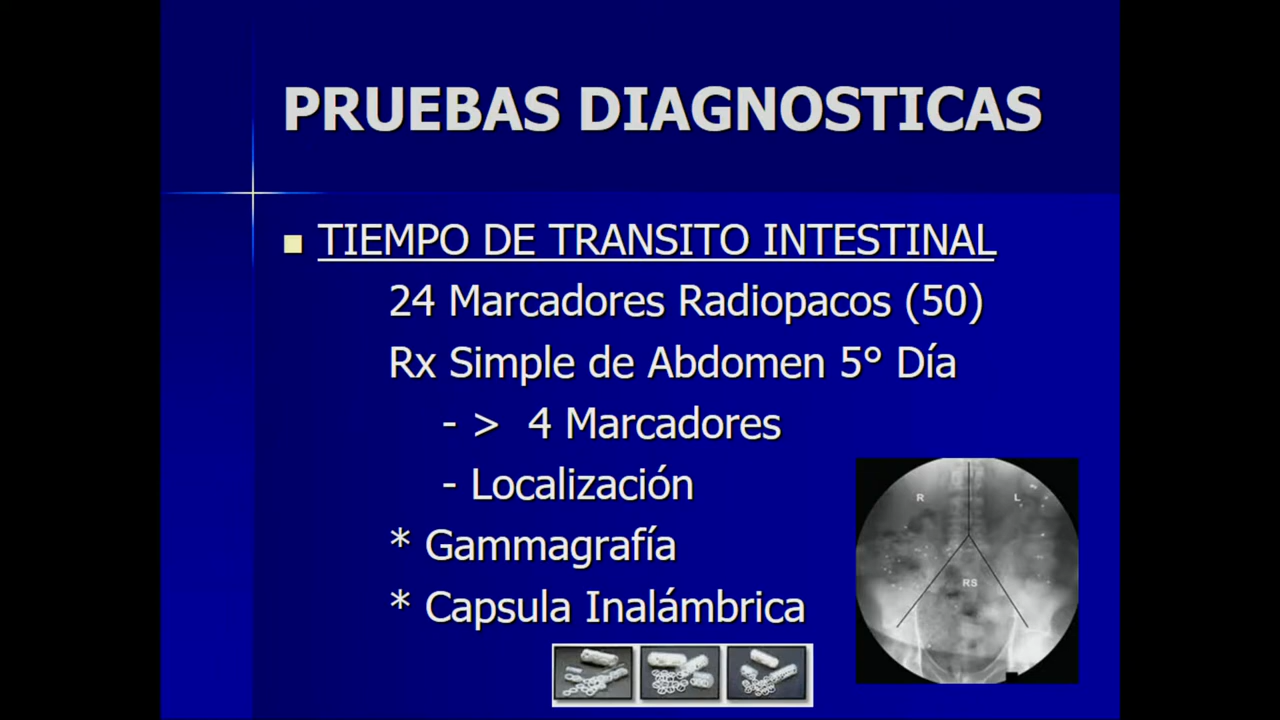 PRUEBAS DIAGNOSTICAS
TIEMPO DE TRANSITO INTESTINAL
24 Marcadores Radiopacos (50)
Rx Simple de Abdomen 5° Día
- > 4 Marcadores
- Localización
* Gammagrafía
* Capsula Inalámbrica
R
L
RS